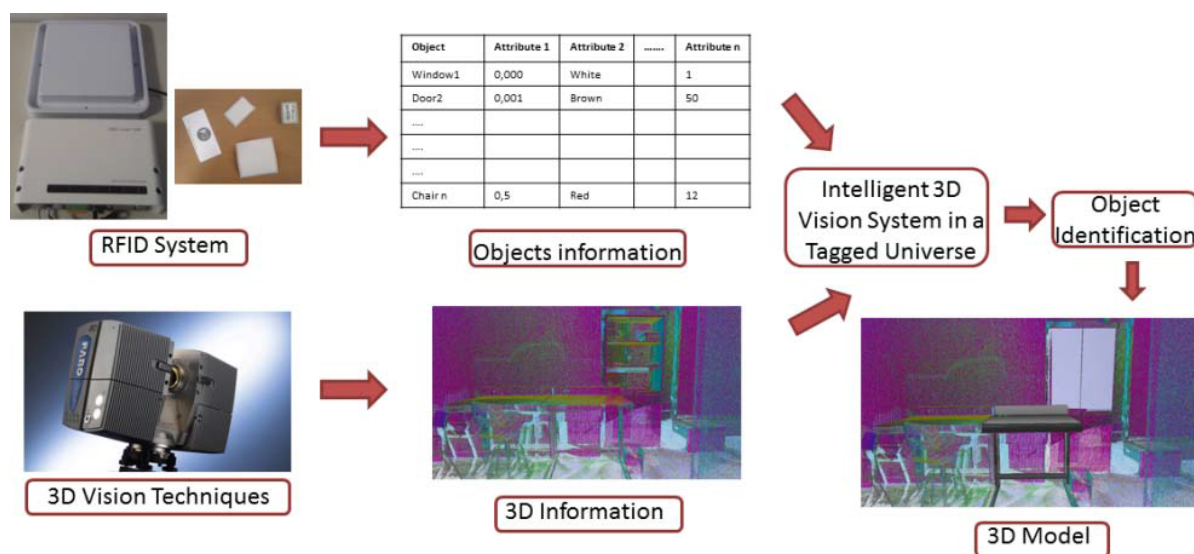 Object Attribute 1 Attribute 2 ....... Attribute n
Window1 0,000 White 1
Door2 0,001 Brown 50
....
....
....
Chair n 0,5 Red 12
RFID System
Objects information
Intelligent 3D
Vision System in a
Tagged Universe
Object
Identification
FARO
3D Vision Techniques
3D Information
3D Model